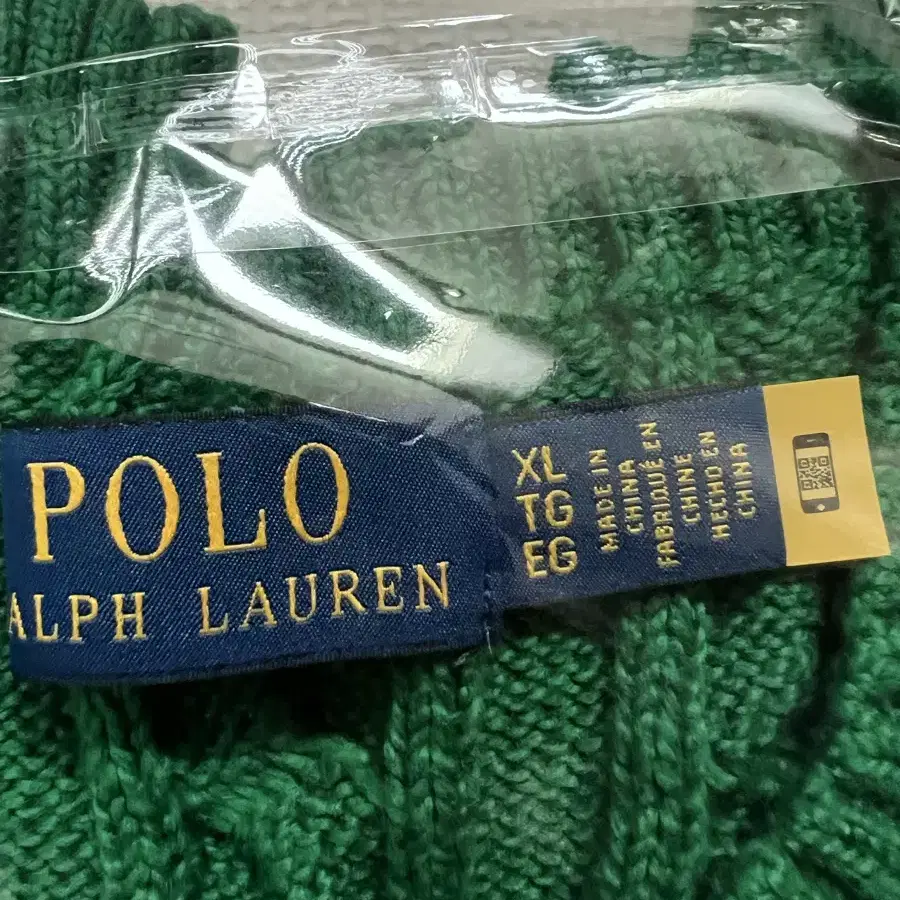 POLO
ALPH LAUREN
XL
TG
EG
MADE IN
CHINA
FABRIQUÉ EN
CHINE
HECHO EN
CHINA